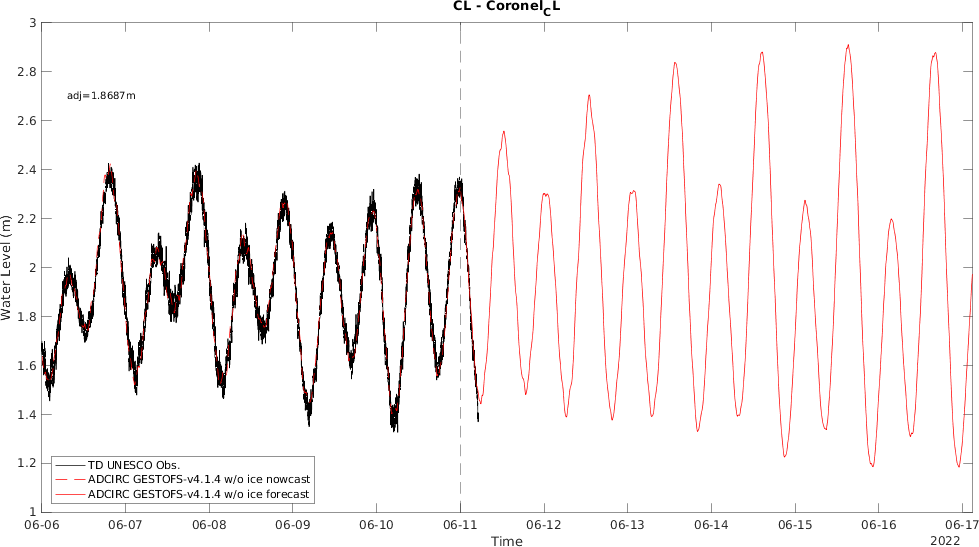 CL - Coronel_CL
3
2.8
adj=1.8687m
2.6
2.4
2.2
Water Level (m)
2
1.8
1.6
1.4
1.2
TD UNESCO Obs.
ADCIRC GESTOFS-v4.1.4 w/o ice nowcast
ADCIRC GESTOFS-v4.1.4 w/o ice forecast
1
06-06 06-07 06-08 06-09 06-10 06-11 06-12 06-13 06-14 06-15 06-16 06-17
Time
2022